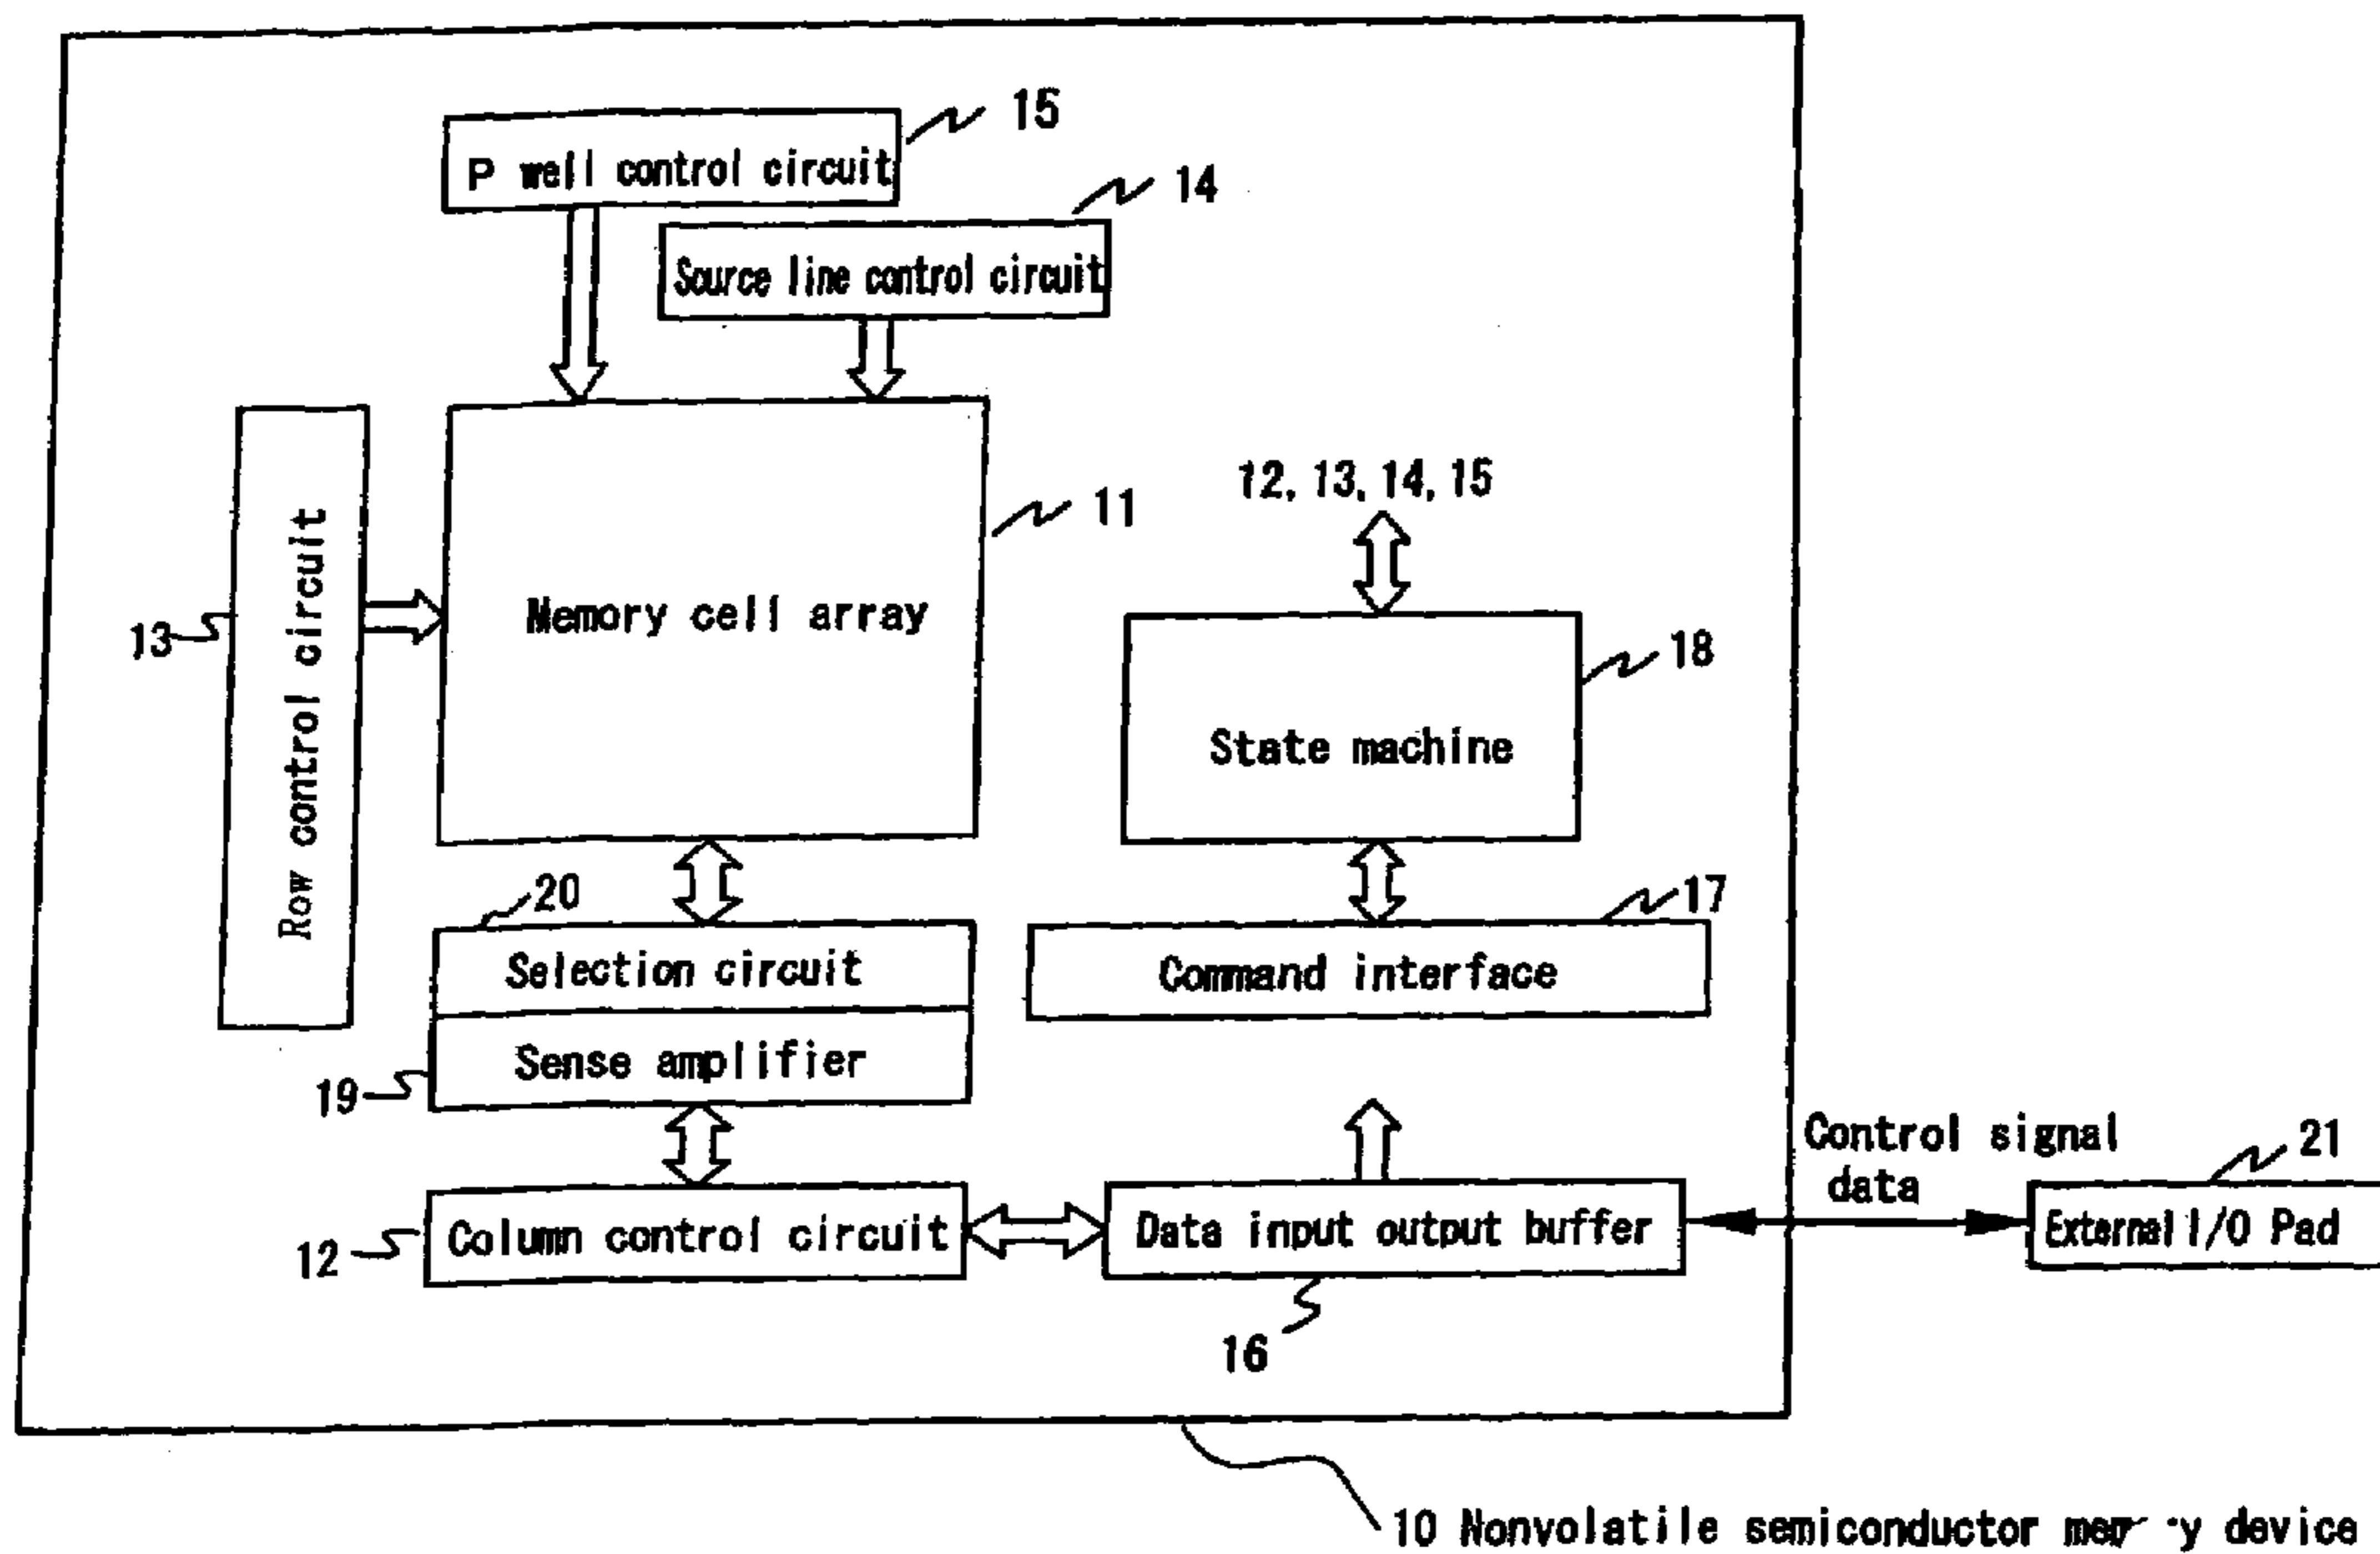 15
P well control circuit
14
Source line control circuit
12, 13, 14, 15
11
Memory cell array
13
Row control circuit
18
State machine
20
17
Selection circuit
Command interface
Sense amplifier
19
Control signal
data
21
Column control circuit
12
Data input output buffer
External I/O Pad
16
10 Nonvolatile semiconductor device